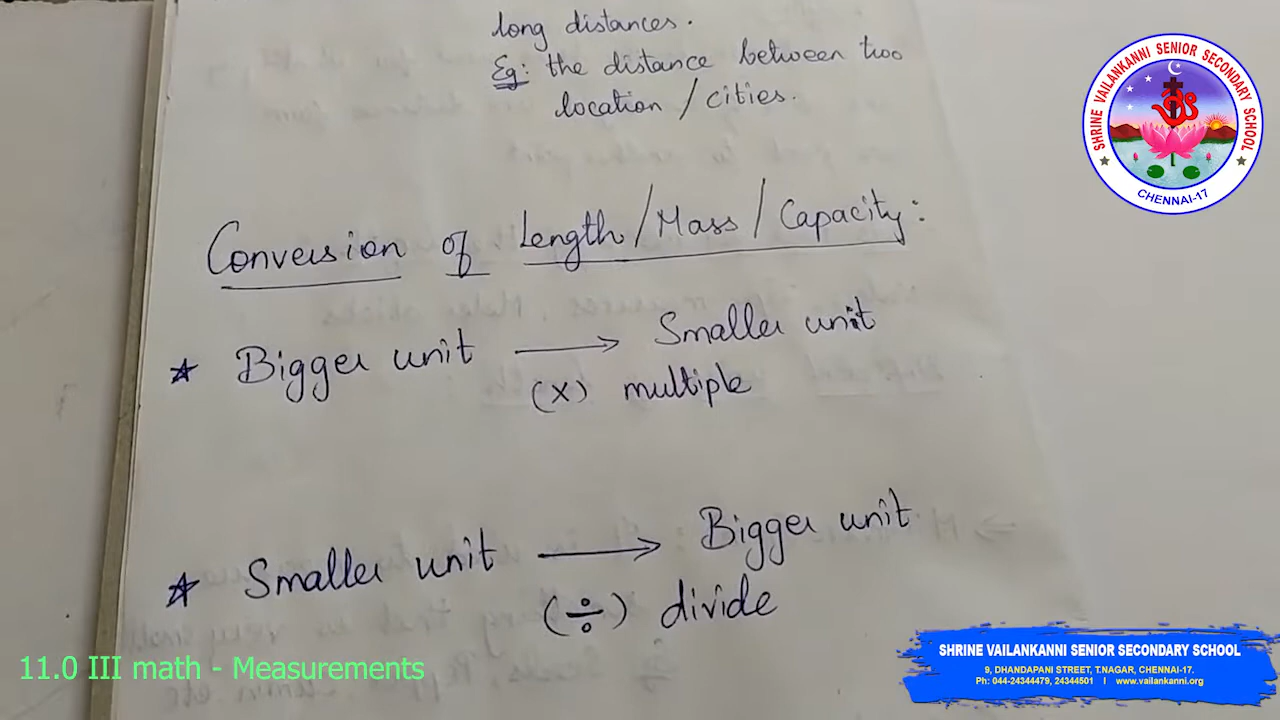 long distances.
Eg: the distance between two
location / cities.
Conversion of Length / Mass / Capacity:
Bigger unit → Smaller unit
(×) multiple
Smaller unit → Bigger unit
(÷) divide
11.0 III math - Measurements
SHRINE VAILANKANNI SENIOR SECONDARY SCHOOL
CHENNAI-17
SHRINE VAILANKANNI SENIOR SECONDARY SCHOOL
9, DHANDAPANI STREET, T.NAGAR, CHENNAI-17.
Ph: 044-24344479, 24344501 I www.vailankanni.org